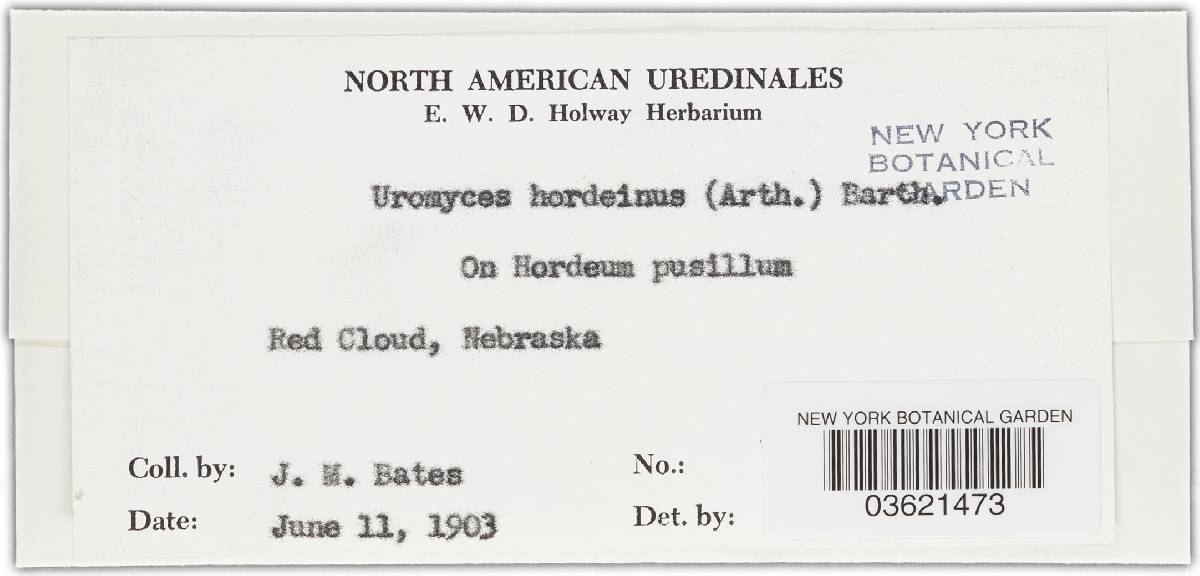 NORTH AMERICAN UREDINALES
E. W. D. Holway Herbarium
NEW YORK
BOTANICAL
GARDEN
Uromyces hordeinus (Arth.) Barth.
On Hordeum pusillum
Red Cloud, Nebraska
Coll. by: J. M. Bates
No.:
Date: June 11, 1903
Det. by:
NEW YORK BOTANICAL GARDEN
03621473